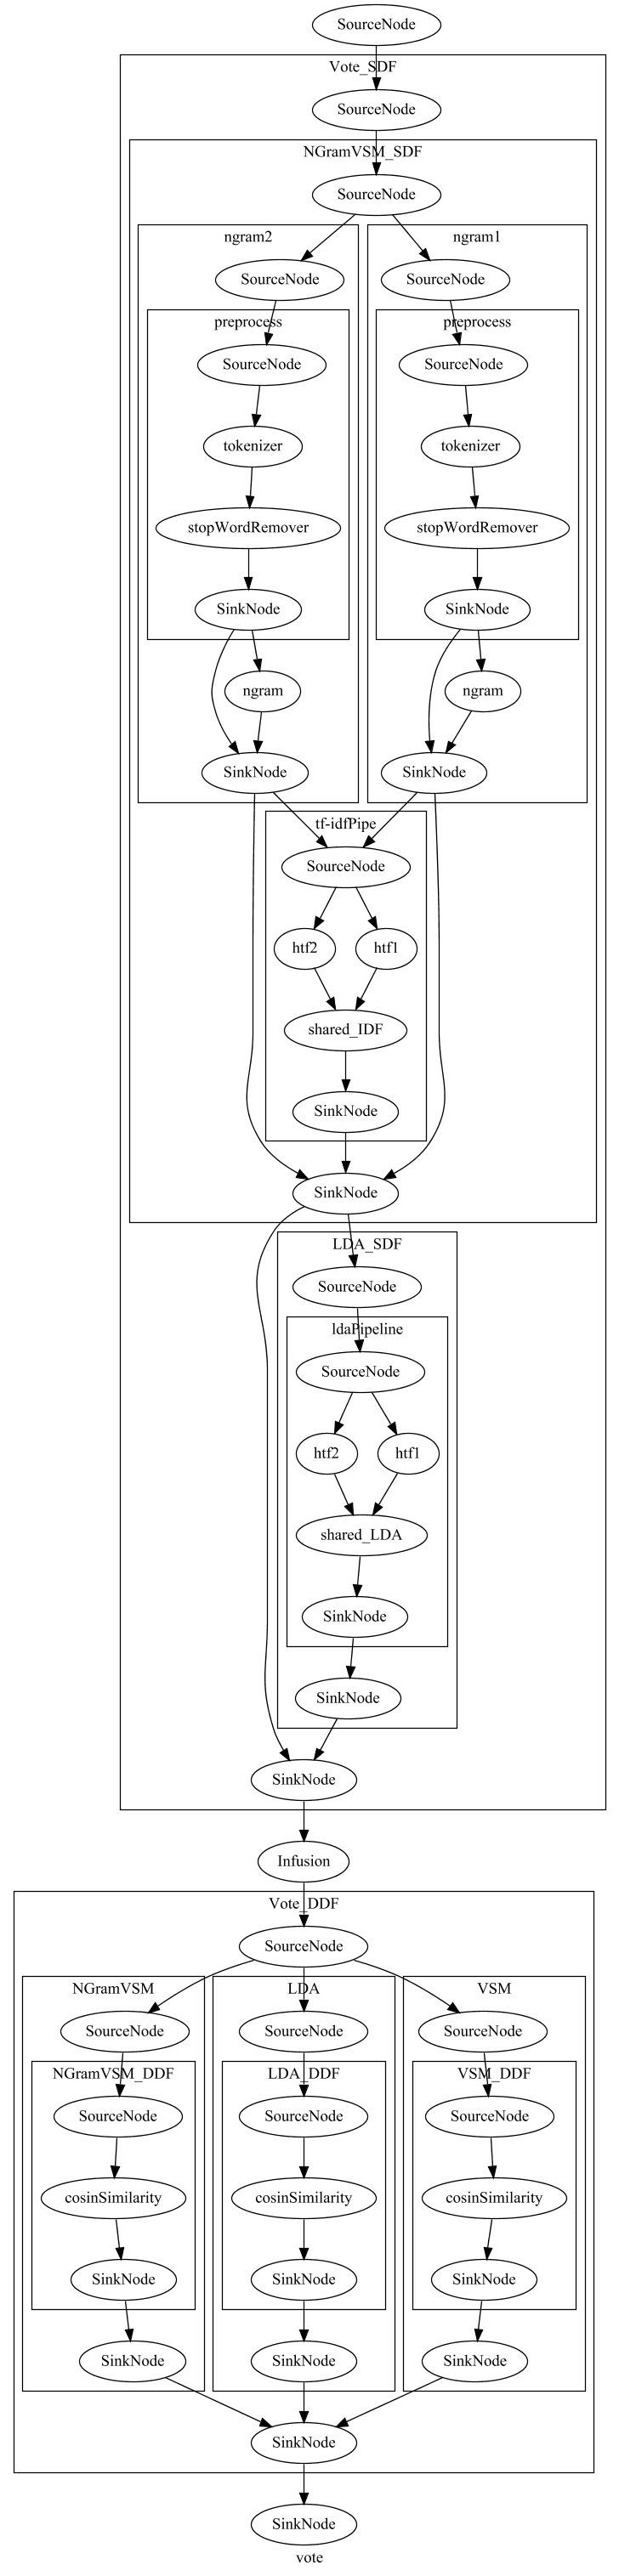 SourceNode
Vote_SDF
SourceNode
NGramVSM_SDF
SourceNode
ngram2
ngram1
SourceNode
SourceNode
preprocess
preprocess
SourceNode
SourceNode
tokenizer
tokenizer
stopWordRemover
stopWordRemover
SinkNode
SinkNode
ngram
ngram
SinkNode
SinkNode
tf-idfPipe
SourceNode
htf2
htf1
shared_IDF
SinkNode
SinkNode
LDA_SDF
SourceNode
ldaPipeline
SourceNode
htf2
htf1
shared_LDA
SinkNode
SinkNode
SinkNode
Infusion
Vote_DDF
SourceNode
NGramVSM
LDA
VSM
SourceNode
SourceNode
SourceNode
NGramVSM_DDF
LDA_DDF
VSM_DDF
SourceNode
SourceNode
SourceNode
cosinSimilarity
cosinSimilarity
cosinSimilarity
SinkNode
SinkNode
SinkNode
SinkNode
SinkNode
SinkNode
SinkNode
SinkNode
vote